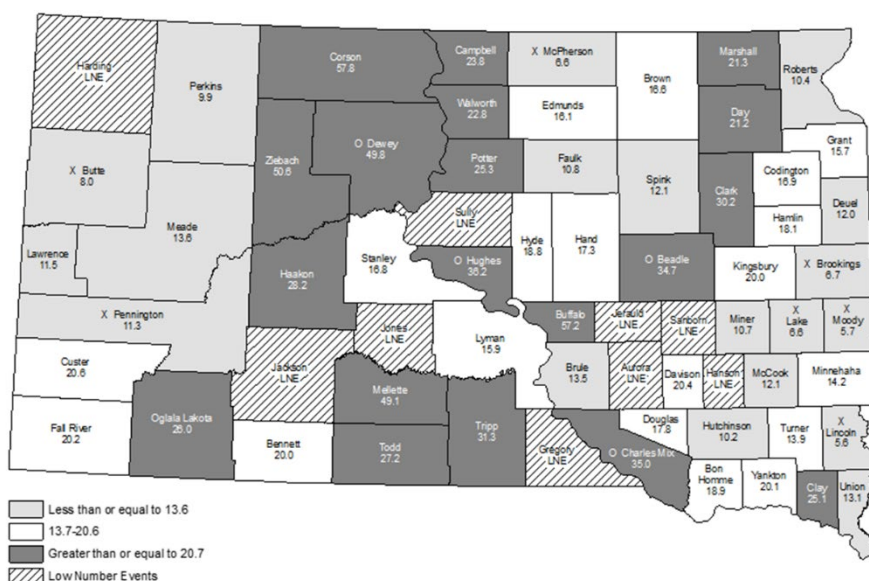 Harding
LNE
Perkins
9.9
Corson
57.8
Campbell
23.8
X McPherson
6.6
Brown
16.6
Marshall
21.3
Roberts
10.4
Walworth
22.8
Edmunds
16.1
Day
21.2
Grant
15.7
X Butte
8.0
Ziebach
50.6
O Dewey
49.8
Potter
25.3
Faulk
10.8
Spink
12.1
Clark
30.2
Codington
16.9
Hamlin
18.1
Deuel
12.0
Meade
13.6
Sully
LNE
Hyde
18.8
Hand
17.3
Lawrence
11.5
Haakon
28.2
Stanley
16.8
O Hughes
36.2
O Beadle
34.7
Kingsbury
20.0
X Brookings
6.7
X Pennington
11.3
Jackson
LNE
Jones
LNE
Lyman
15.9
Buffalo
57.2
Jerauld
LNE
Sanborn
LNE
Miner
10.7
X
Lake
6.6
X
Moody
5.7
Custer
20.6
Brule
13.5
Aurora
LNE
Davison
20.4
Hanson
LNE
McCook
12.1
Minnehaha
14.2
Fall River
20.2
Oglala Lakota
26.0
Bennett
20.0
Mellette
49.1
Todd
27.2
Tripp
31.3
Gregory
LNE
O Charles Mix
35.0
Douglas
17.8
Hutchinson
10.2
Turner
13.9
X
Lincoln
5.6
Bon
Homme
18.9
Yankton
20.1
Clay
25.1
Union
13.1
Less than or equal to 13.6
13.7-20.6
Greater than or equal to 20.7
Low Number Events